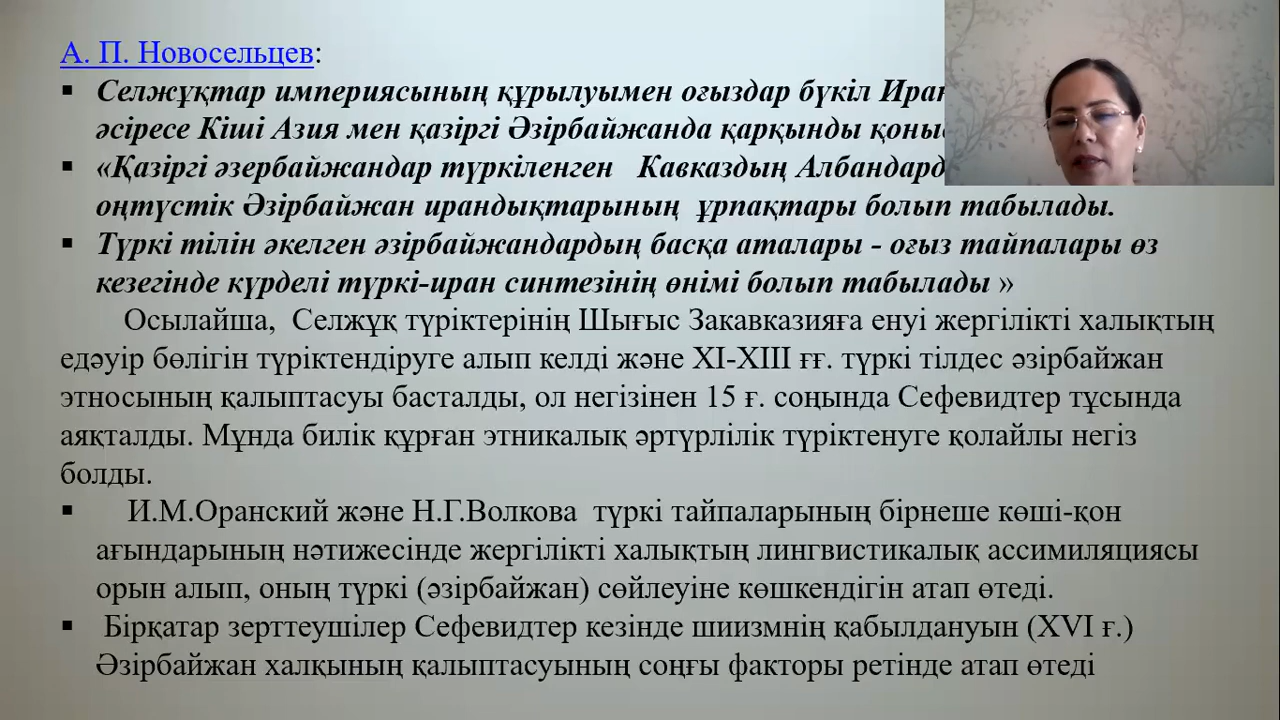 А. П. Новосельцев:
▪ Селжұқтар империясының құрылуымен оғыздар бүкіл
әсіресе Кіші Азия мен қазіргі Әзірбайжанда қарқынды
▪ «Қазіргі әзербайжандар түркіленген Кавказдың
оңтүстік Әзірбайжан ирандықтарының ұрпақтары болып табылады.
▪ Түркі тілін әкелген әзірбайжандардың басқа аталары - оғыз тайпалары өз
кезегінде күрделі түркі-иран синтезінің өнімі болып табылады »
Осылайша, Селжұқ түріктерінің Шығыс Закавказияға енуі жергілікті халықтың
едәуір бөлігін түріктендіруге алып келді және XI-XIII ғғ. түркі тілдес әзірбайжан
этносының қалыптасуы басталды, ол негізінен 15 ғ. соңында Сефевидтер тұсында
аяқталды. Мұнда билік құрған этникалық әртүрлілік түріктенуге қолайлы негіз
болды.
▪ И.М.Оранский және Н.Г.Волкова түркі тайпаларының бірнеше көші-қон
ағындарының нәтижесінде жергілікті халықтың лингвистикалық ассимиляциясы
орын алып, оның түркі (әзірбайжан) сөйлеуіне көшкендігін атап өтеді.
▪ Бірқатар зерттеушілер Сефевидтер кезінде шиизмнің қабылдануын (XVI ғ.)
Әзірбайжан халқының қалыптасуының соңғы факторы ретінде атап өтеді